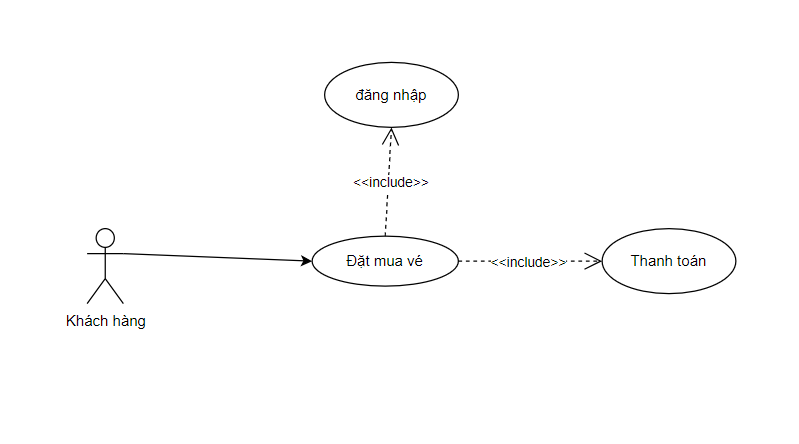 đăng nhập
<<include>>
Đặt mua vé
<<include>>
Thanh toán
Khách hàng